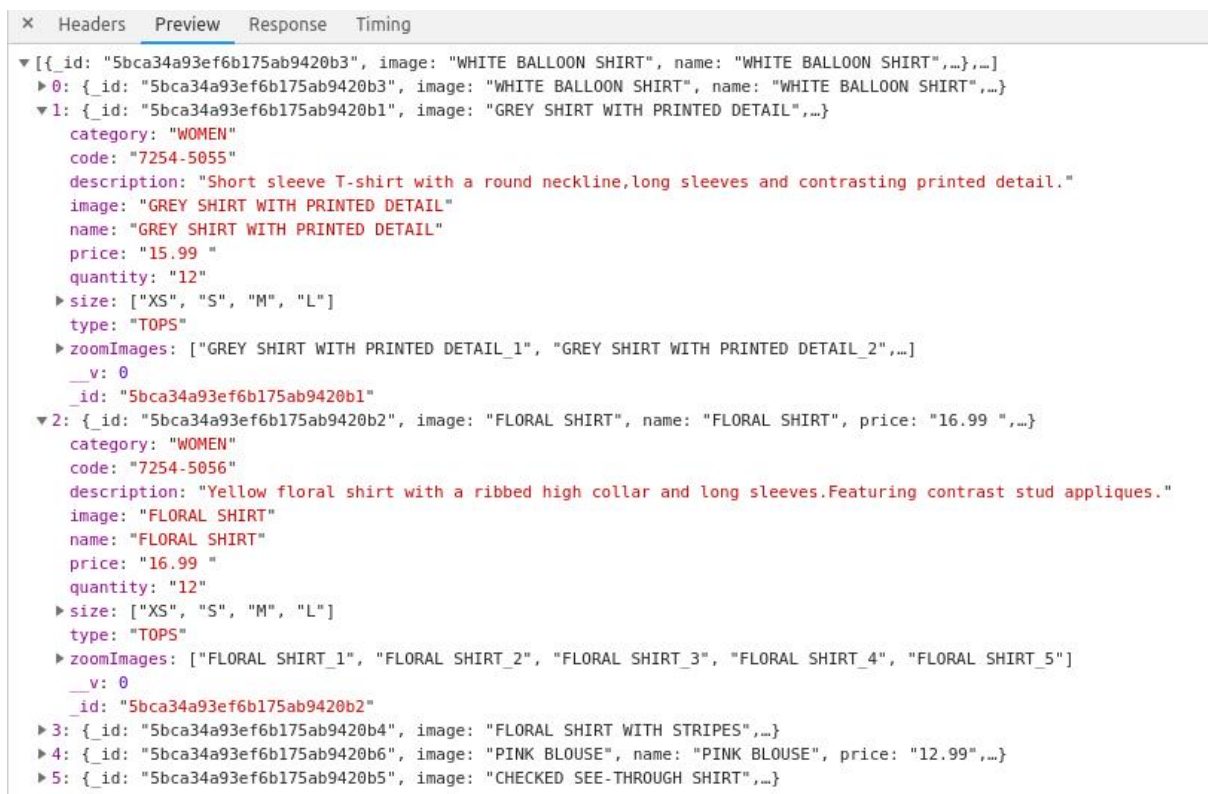 × Headers Preview Response Timing
▼[{_id: "5bca34a93ef6b175ab9420b3", image: "WHITE BALLOON SHIRT", name: "WHITE BALLOON SHIRT",…},…]
▶0: {_id: "5bca34a93ef6b175ab9420b3", image: "WHITE BALLOON SHIRT", name: "WHITE BALLOON SHIRT",…}
▼1: {_id: "5bca34a93ef6b175ab9420b1", image: "GREY SHIRT WITH PRINTED DETAIL",…}
category: "WOMEN"
code: "7254-5055"
description: "Short sleeve T-shirt with a round neckline,long sleeves and contrasting printed detail."
image: "GREY SHIRT WITH PRINTED DETAIL"
name: "GREY SHIRT WITH PRINTED DETAIL"
price: "15.99 "
quantity: "12"
▶size: ["XS", "S", "M", "L"]
type: "TOPS"
▶zoomImages: ["GREY SHIRT WITH PRINTED DETAIL_1", "GREY SHIRT WITH PRINTED DETAIL_2",…]
__v: 0
_id: "5bca34a93ef6b175ab9420b1"
▼2: {_id: "5bca34a93ef6b175ab9420b2", image: "FLORAL SHIRT", name: "FLORAL SHIRT", price: "16.99 ",…}
category: "WOMEN"
code: "7254-5056"
description: "Yellow floral shirt with a ribbed high collar and long sleeves.Featuring contrast stud appliques."
image: "FLORAL SHIRT"
name: "FLORAL SHIRT"
price: "16.99 "
quantity: "12"
▶size: ["XS", "S", "M", "L"]
type: "TOPS"
▶zoomImages: ["FLORAL SHIRT_1", "FLORAL SHIRT_2", "FLORAL SHIRT_3", "FLORAL SHIRT_4", "FLORAL SHIRT_5"]
__v: 0
_id: "5bca34a93ef6b175ab9420b2"
▶3: {_id: "5bca34a93ef6b175ab9420b4", image: "FLORAL SHIRT WITH STRIPES",…}
▶4: {_id: "5bca34a93ef6b175ab9420b6", image: "PINK BLOUSE", name: "PINK BLOUSE", price: "12.99",…}
▶5: {_id: "5bca34a93ef6b175ab9420b5", image: "CHECKED SEE-THROUGH SHIRT",…}